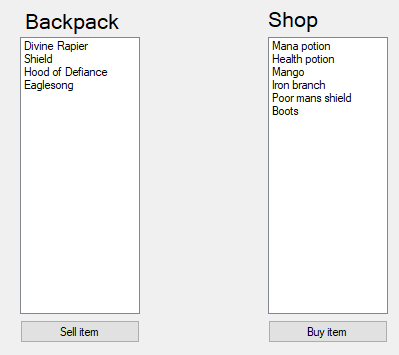 Backpack
Divine Rapier
Shield
Hood of Defiance
Eaglesong
Sell item
Shop
Mana potion
Health potion
Mango
Iron branch
Poor mans shield
Boots
Buy item